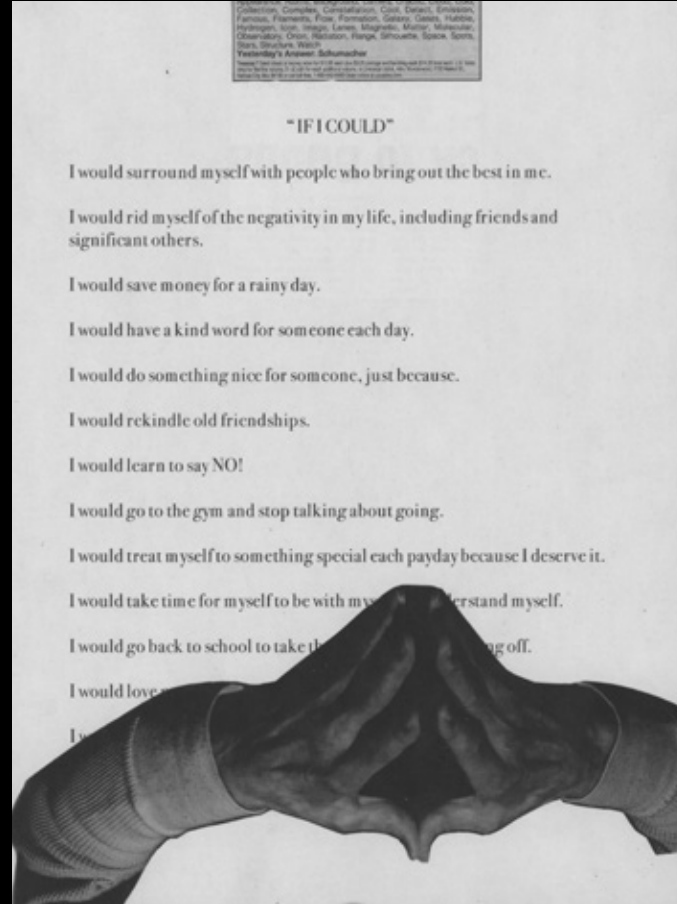 Collection, Complex, Constellation, Cool, Detect, Emission,
Famous, Filaments, Flow, Formation, Galaxy, Gases, Hubble,
Hydrogen, Icon, Image, Lanes, Magnetic, Matter, Molecular,
Observatory, Orion, Radiation, Range, Silhouette, Space, Spots,
Stars, Structure, Watch
Yesterday's Answer: Schumacher
"IF I COULD"
I would surround myself with people who bring out the best in me.
I would rid myself of the negativity in my life, including friends and
significant others.
I would save money for a rainy day.
I would have a kind word for someone each day.
I would do something nice for someone, just because.
I would rekindle old friendships.
I would learn to say NO!
I would go to the gym and stop talking about going.
I would treat myself to something special each payday because I deserve it.
I would take time for myself to be with my erstand myself.
I would go back to school to take th ng off.
I would love
I w